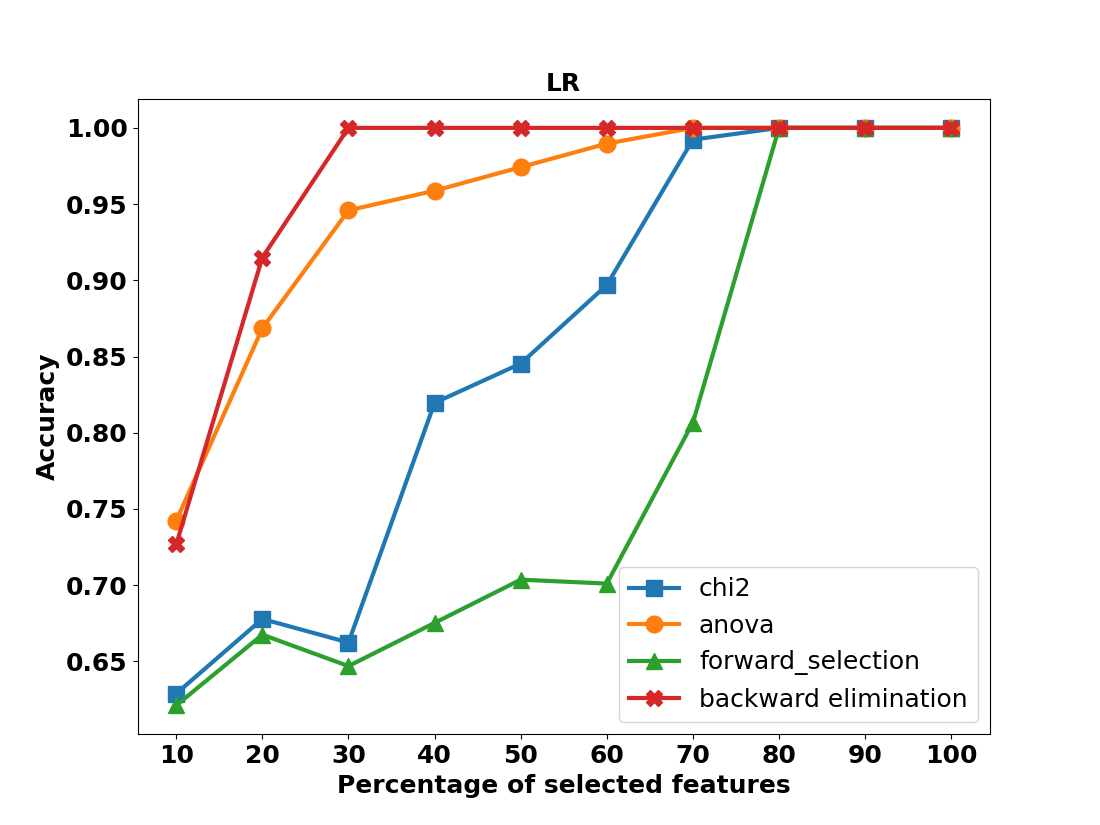 LR
1.00
0.95
0.90
0.85
0.80
0.75
0.70
0.65
Accuracy
10 20 30 40 50 60 70 80 90 100
Percentage of selected features
chi2
anova
forward_selection
backward elimination